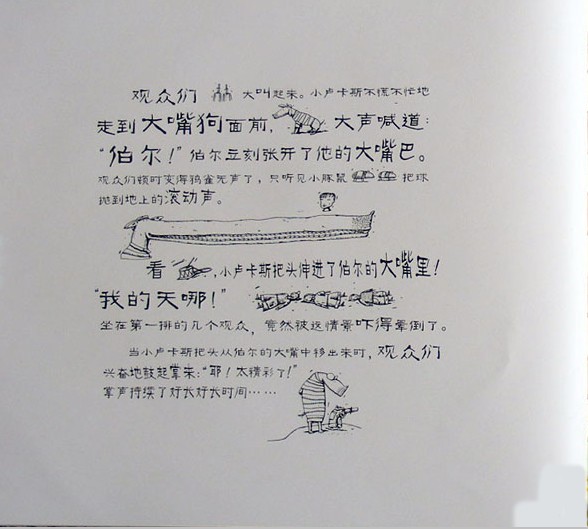 观众们 大叫起来。小卢卡斯不慌不忙地
走到大嘴狗面前， 大声喊道：
“伯尔！”伯尔立刻张开了他的大嘴巴。
观众们顿时变得鸦雀无声了，只听见小豚鼠 把球
抛到地上的滚动声。
看 ，小卢卡斯把头伸进了伯尔的大嘴里！
“我的天哪！”
坐在第一排的几个观众，竟然被这情景吓得晕倒了。
当小卢卡斯把头从伯尔的大嘴中移出来时，观众们
兴奋地鼓起掌来：“耶！太精彩了！”
掌声持续了好长好长时间……